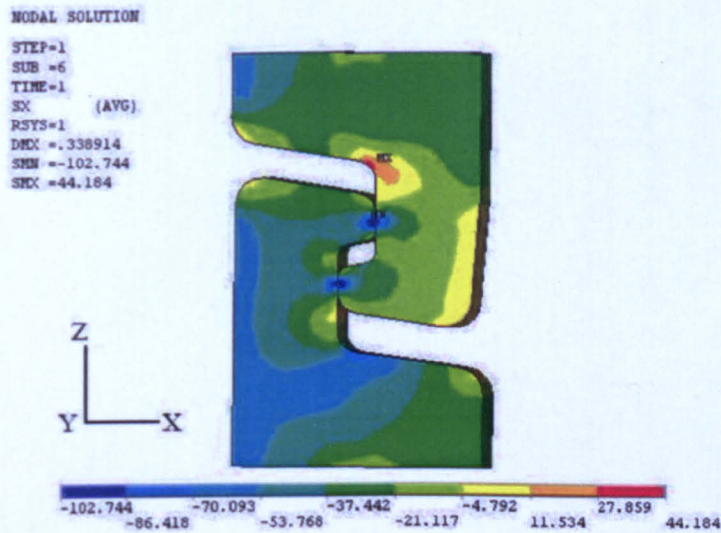 NODAL SOLUTION
STEP=1
SUB =6
TIME=1
SX (AVG)
RSYS=1
DMX =.338914
SMN =-102.744
SMX =44.184
MX
Z
Y X
-102.744 -70.093 -37.442 -4.792 27.859
-86.418 -53.768 -21.117 11.534 44.184